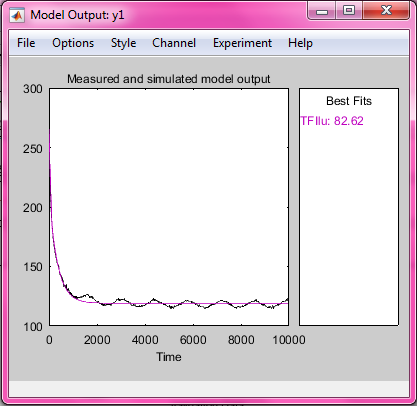 Model Output: y1
File Options Style Channel Experiment Help
Measured and simulated model output
Best Fits
TFIlu: 82.62
300
250
200
150
100
0 2000 4000 6000 8000 10000
Time